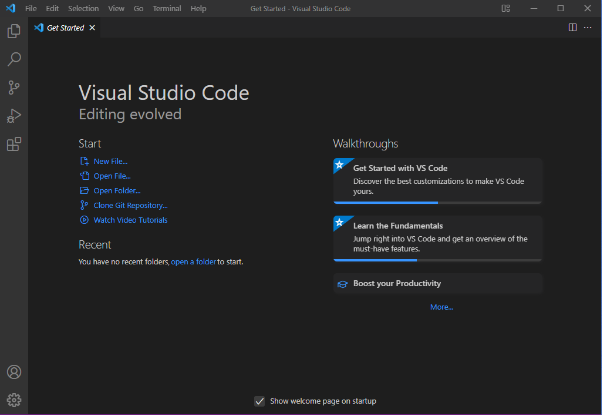 File Edit Selection View Go Terminal Help Get Started - Visual Studio Code
Get Started
Visual Studio Code
Editing evolved
Start
New File...
Open File...
Open Folder...
Clone Git Repository...
Watch Video Tutorials
Recent
You have no recent folders, open a folder to start.
Walkthroughs
Get Started with VS Code
Discover the best customizations to make VS Code
yours.
Learn the Fundamentals
Jump right into VS Code and get an overview of the
must-have features.
Boost your Productivity
More...
Show welcome page on startup